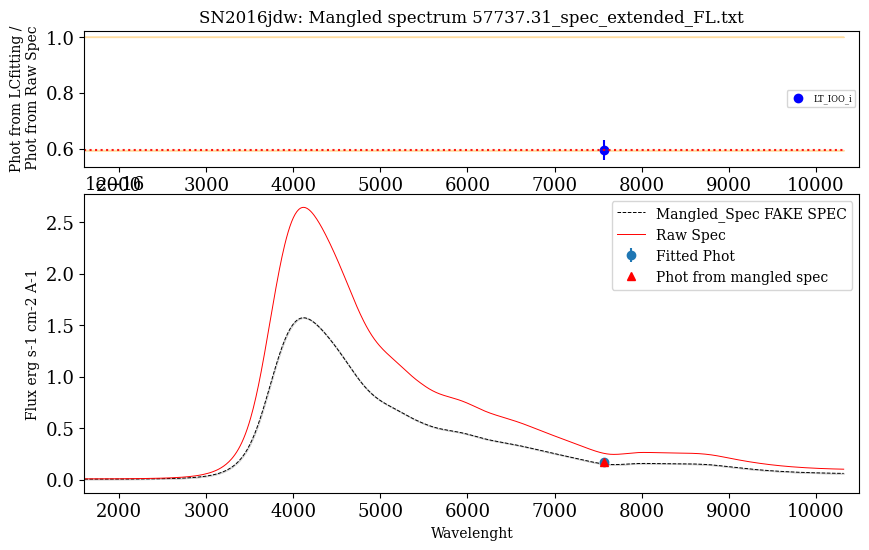 SN2016jdw: Mangled spectrum 57737.31_spec_extended_FL.txt
Phot from LCfitting /
Phot from Raw Spec
1.0
0.8
0.6
LT_IOO_i
2000 3000 4000 5000 6000 7000 8000 9000 10000
1e−16
Flux erg s-1 cm-2 A-1
2.5
2.0
1.5
1.0
0.5
0.0
Mangled_Spec FAKE SPEC
Raw Spec
Fitted Phot
Phot from mangled spec
2000 3000 4000 5000 6000 7000 8000 9000 10000
Wavelenght